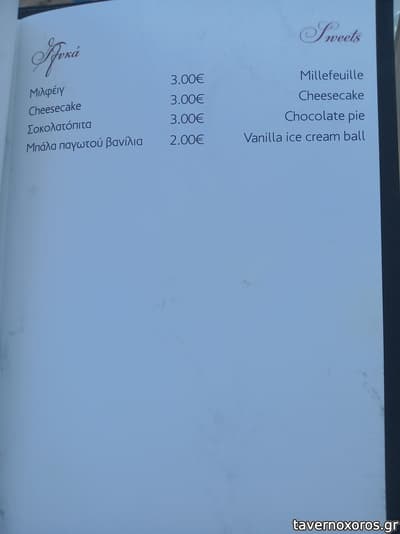 Γλυκά Sweets
Μιλφέιγ 3.00€ Millefeuille
Cheesecake 3.00€ Cheesecake
Σοκολατόπιτα 3.00€ Chocolate pie
Μπάλα παγωτού βανίλια 2.00€ Vanilla ice cream ball
tavernoxoros.gr